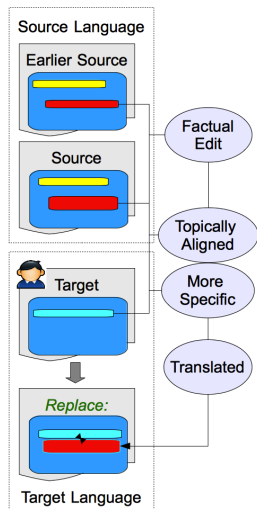 Source Language
Earlier Source
Factual
Edit
Source
Topically
Aligned
Target
More
Specific
Translated
Replace:
Target Language